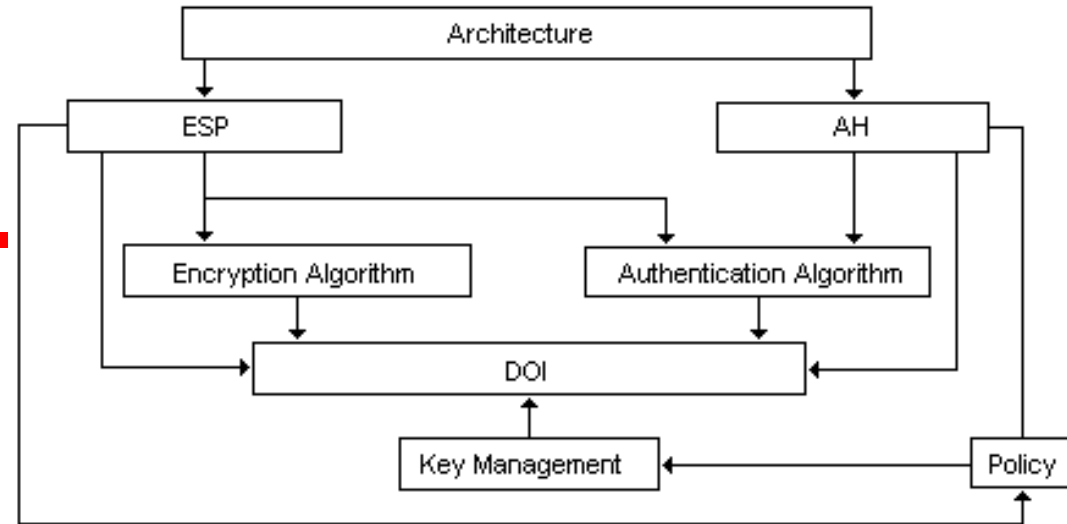 Architecture
ESP
AH
Encryption Algorithm
Authentication Algorithm
DOI
Key Management
Policy